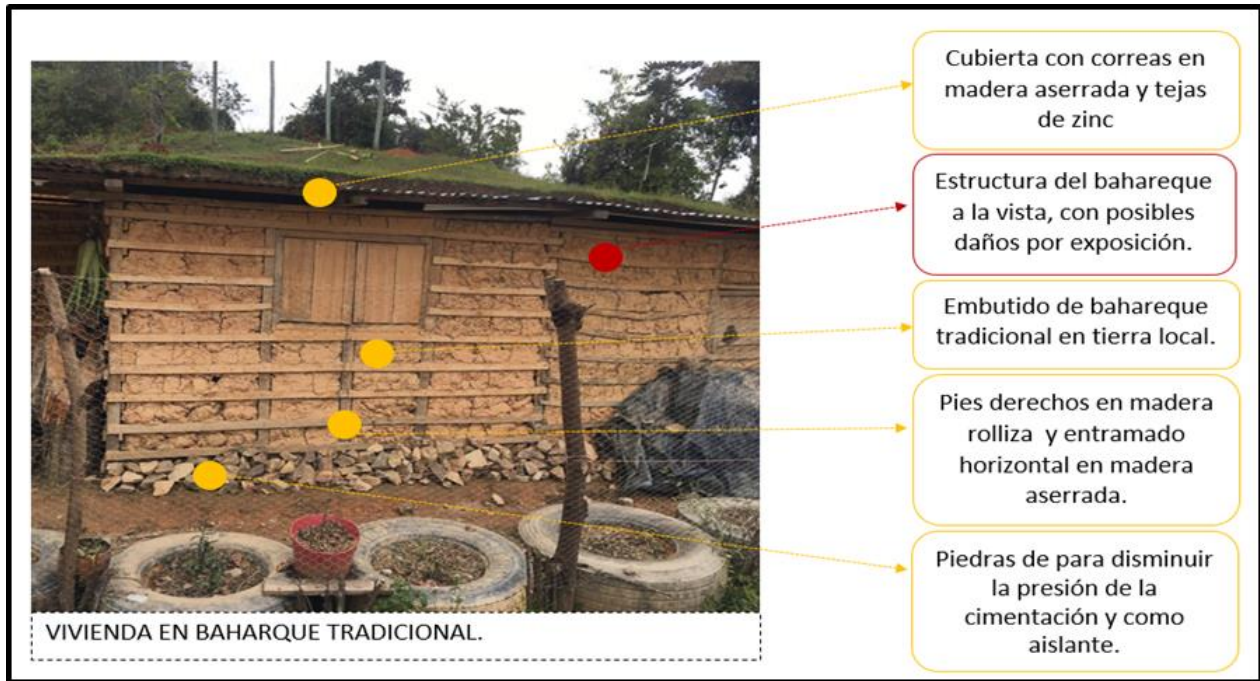 Cubierta con correas en
madera aserrada y tejas
de zinc
Estructura del bahareque
a la vista, con posibles
daños por exposición.
Embutido de bahareque
tradicional en tierra local.
Pies derechos en madera
rolliza y entramado
horizontal en madera
aserrada.
Piedras de para disminuir
la presión de la
cimentación y como
aislante.
VIVIENDA EN BAHARQUE TRADICIONAL.